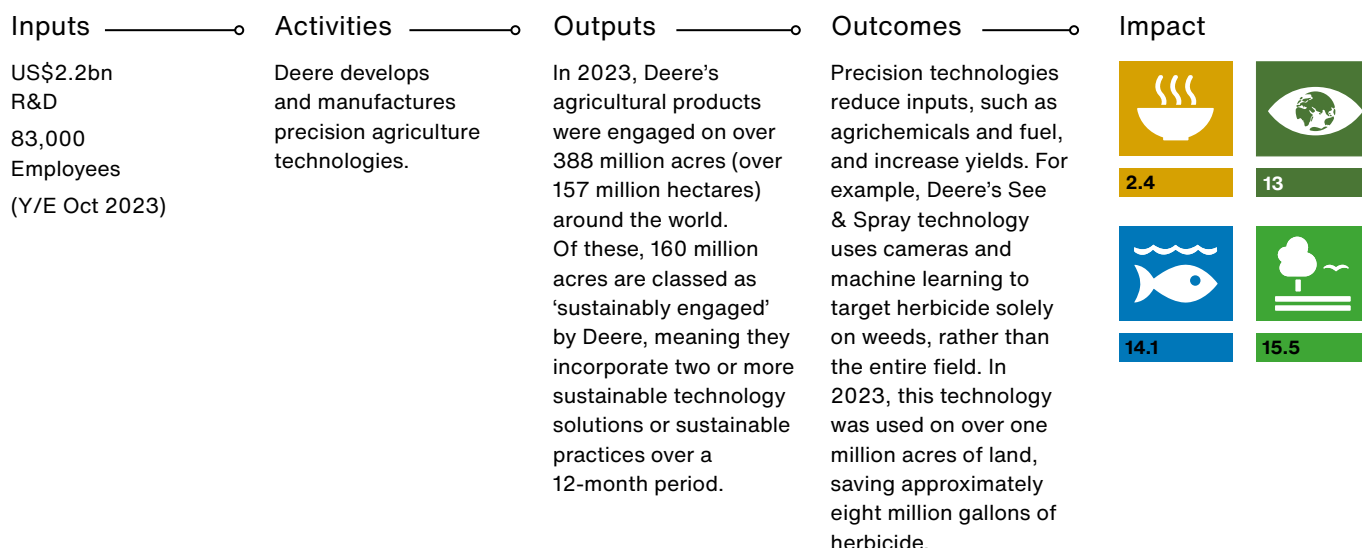 Inputs
US$2.2bn
R&D
83,000
Employees
(Y/E Oct 2023)
Activities
Deere develops
and manufactures
precision agriculture
technologies.
Outputs
In 2023, Deere’s
agricultural products
were engaged on over
388 million acres (over
157 million hectares)
around the world.
Of these, 160 million
acres are classed as
‘sustainably engaged’
by Deere, meaning they
incorporate two or more
sustainable technology
solutions or sustainable
practices over a
12-month period.
Outcomes
Precision technologies
reduce inputs, such as
agrichemicals and fuel,
and increase yields. For
example, Deere’s See
& Spray technology
uses cameras and
machine learning to
target herbicide solely
on weeds, rather than
the entire field. In
2023, this technology
was used on over one
million acres of land,
saving approximately
eight million gallons of
herbicide.
Impact
2.4
13
14.1
15.5